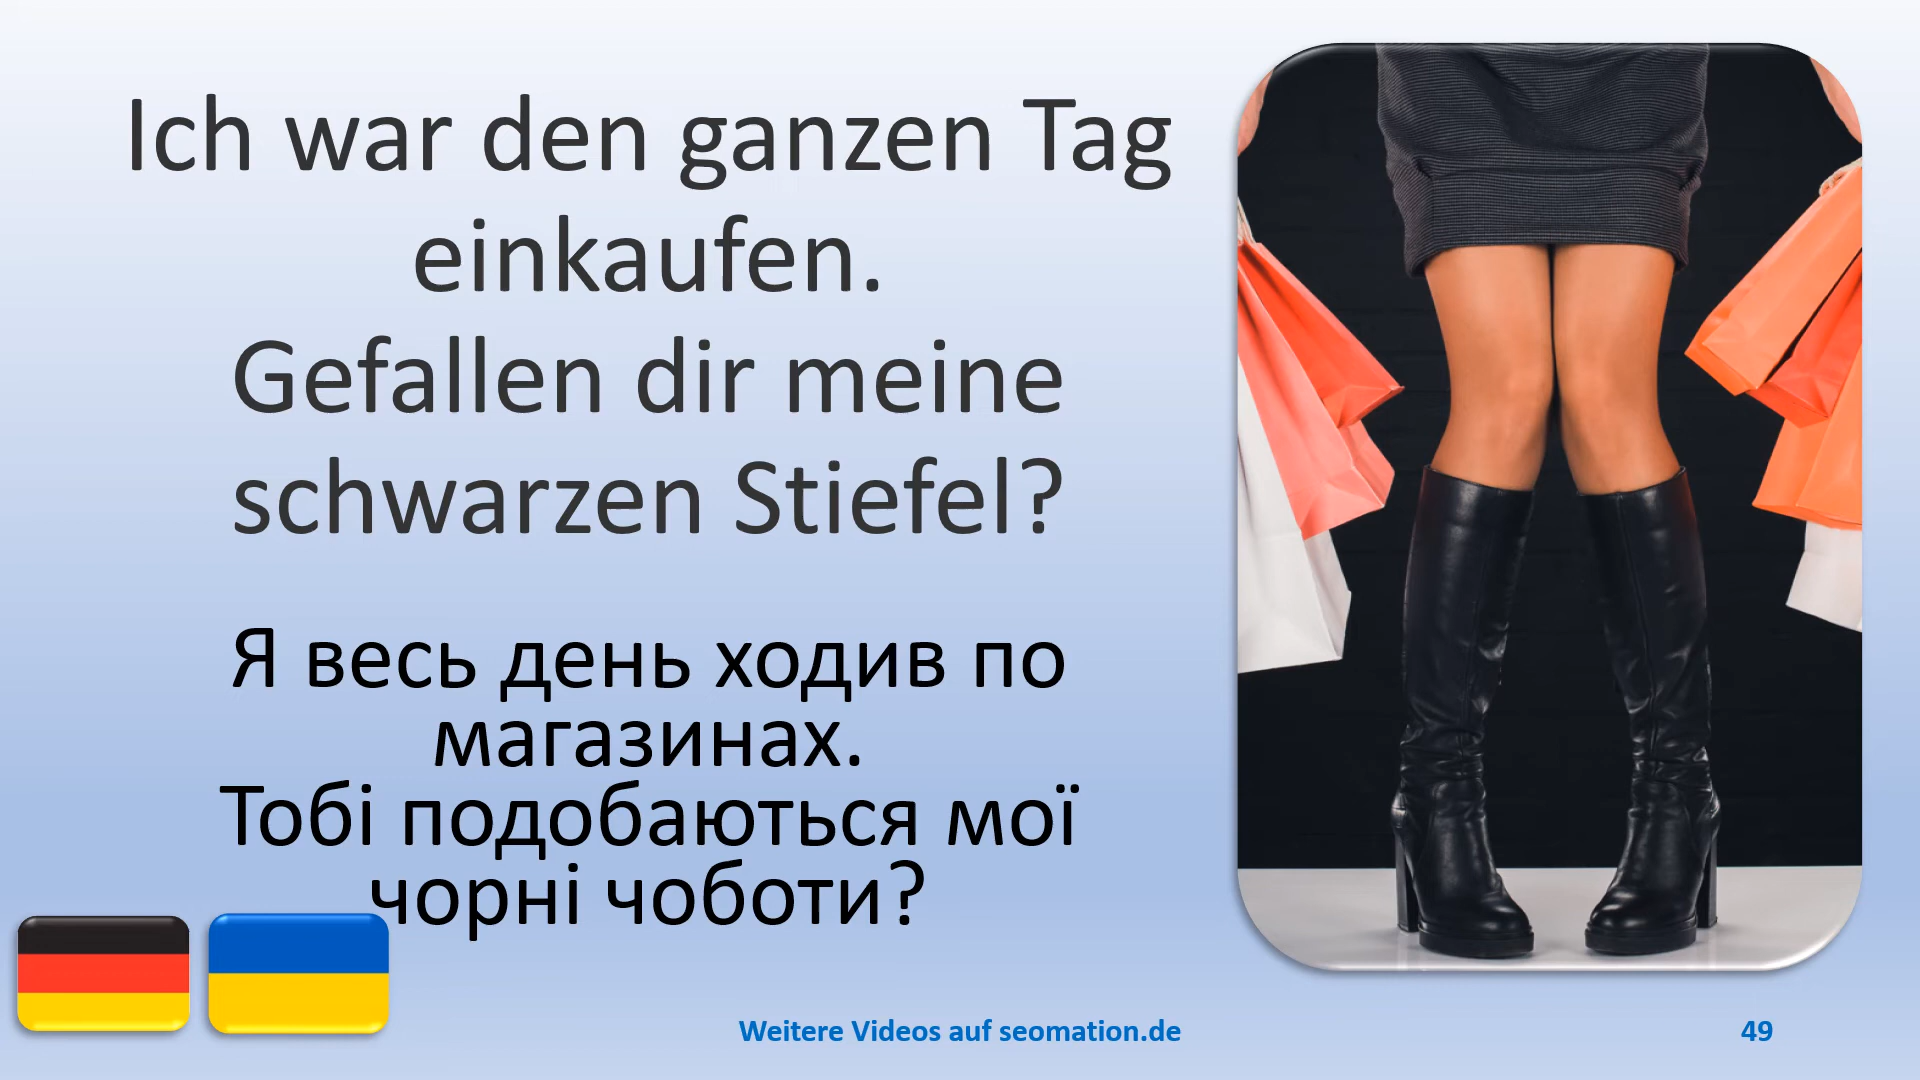 Ich war den ganzen Tag
einkaufen.
Gefallen dir meine
schwarzen Stiefel?
Я весь день ходив по
магазинах.
Тобі подобаються мої
чорні чоботи?
Weitere Videos auf seomation.de
49